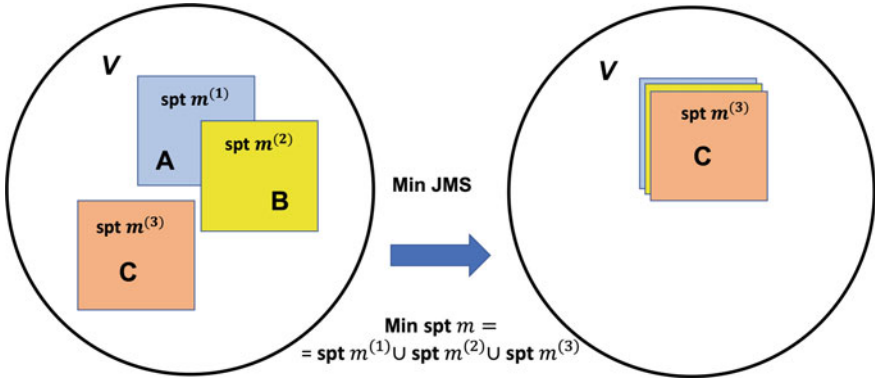 V
spt m⁽¹⁾
A
spt m⁽²⁾
B
spt m⁽³⁾
C
Min JMS
Min spt m =
= spt m⁽¹⁾∪ spt m⁽²⁾∪ spt m⁽³⁾
V
spt m⁽³⁾
C